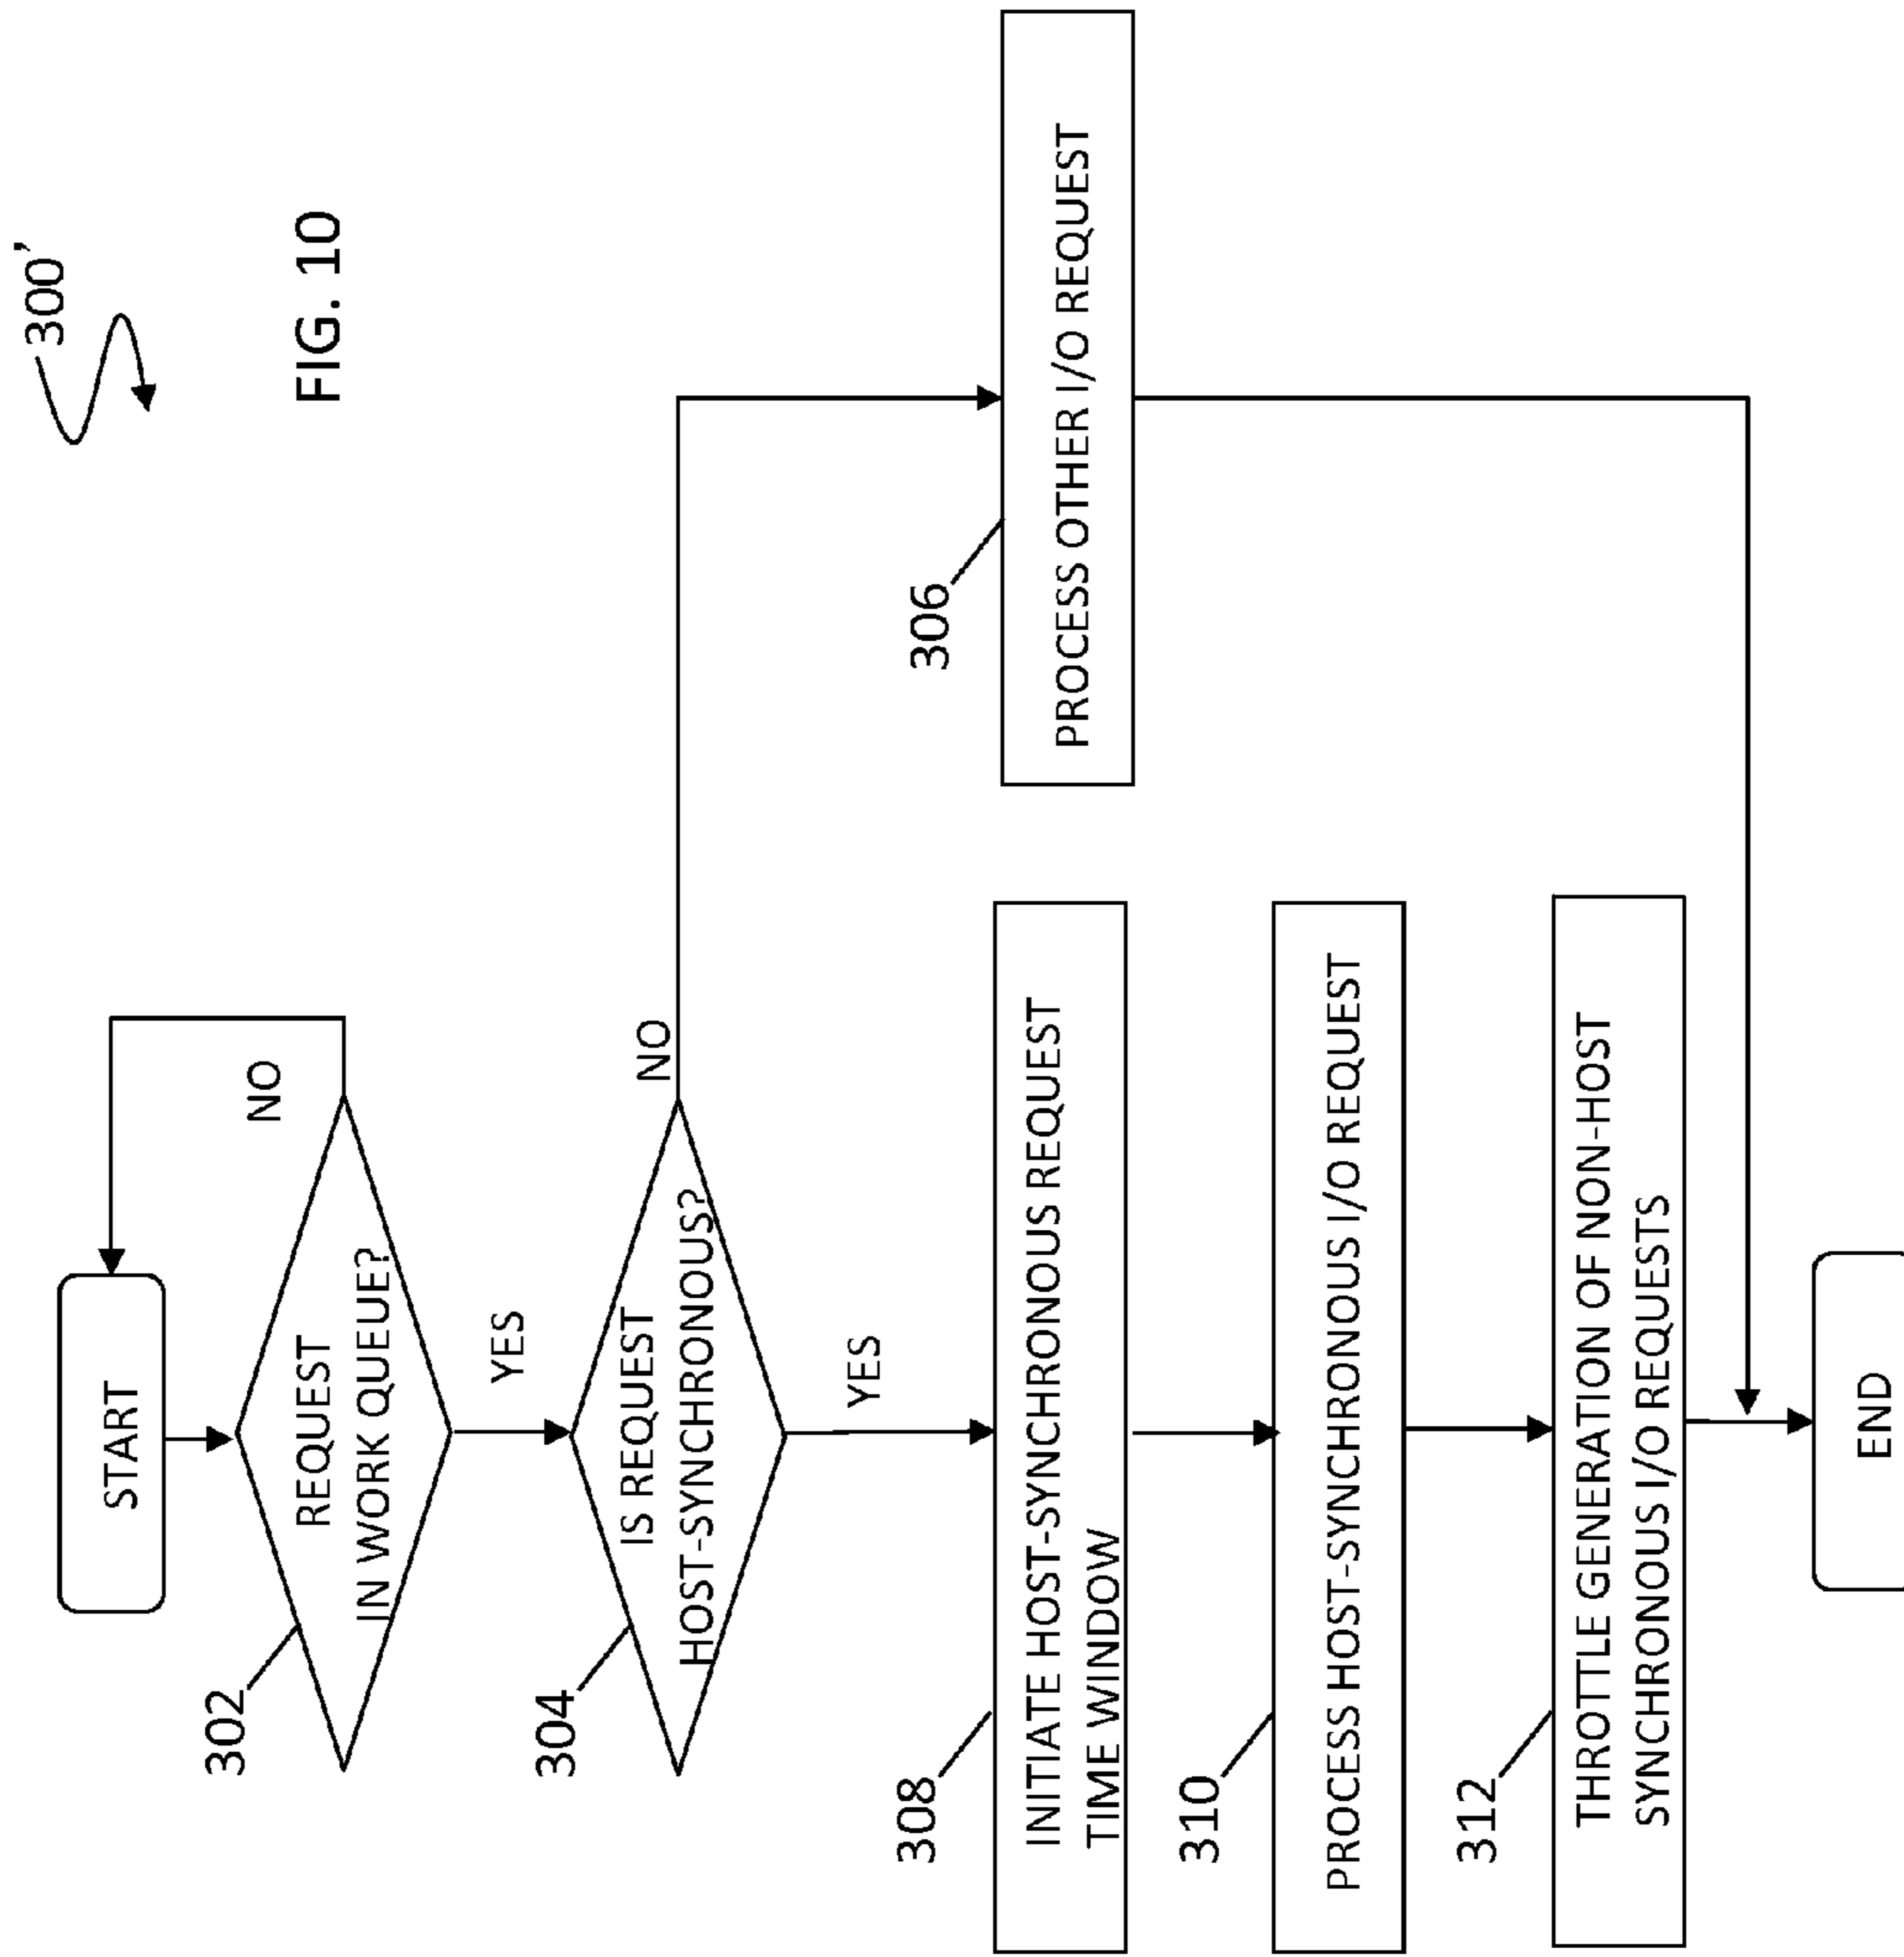 300'
FIG. 10
START
302
REQUEST
IN WORK QUEUE?
NO
YES
304
IS REQUEST
HOST-SYNCHRONOUS?
NO
YES
306
PROCESS OTHER I/O REQUEST
308
INITIATE HOST-SYNCHRONOUS REQUEST
TIME WINDOW
310
PROCESS HOST-SYNCHRONOUS I/O REQUEST
312
THROTTLE GENERATION OF NON-HOST
SYNCHRONOUS I/O REQUESTS
END